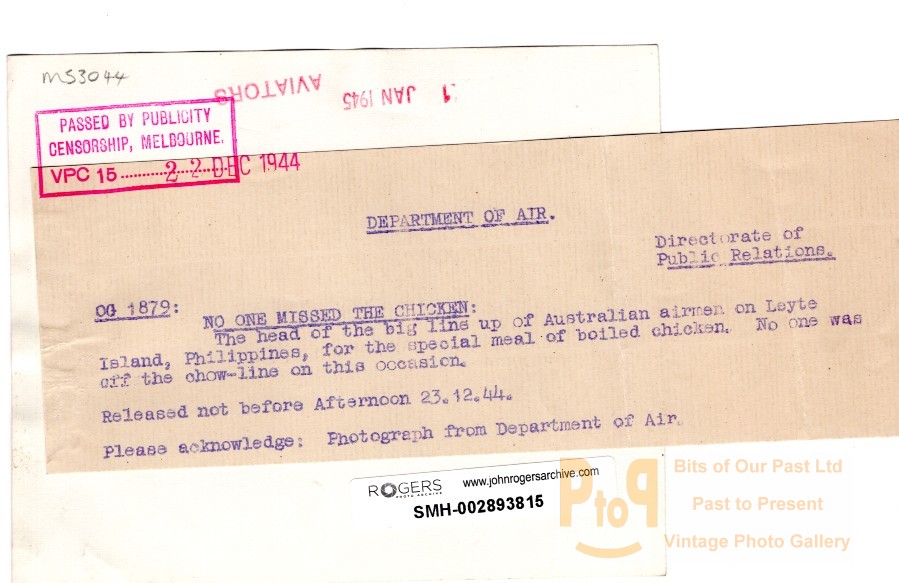 MS3044
AVIATORS
1 JAN 1945
PASSED BY PUBLICITY
CENSORSHIP, MELBOURNE.
VPC 15 ............ 22 DEC 1944
DEPARTMENT OF AIR.
Directorate of
Public Relations.
OG 1879:
NO ONE MISSED THE CHICKEN:
The head of the big line up of Australian airmen on Leyte
Island, Philippines, for the special meal of boiled chicken. No one was
off the chow-line on this occasion.
Released not before Afternoon 23.12.44.
Please acknowledge: Photograph from Department of Air.
ROGERS
PHOTO ARCHIVE
www.johnrogersarchive.com
SMH-002893815
PtoP
Bits of Our Past Ltd
Past to Present
Vintage Photo Gallery